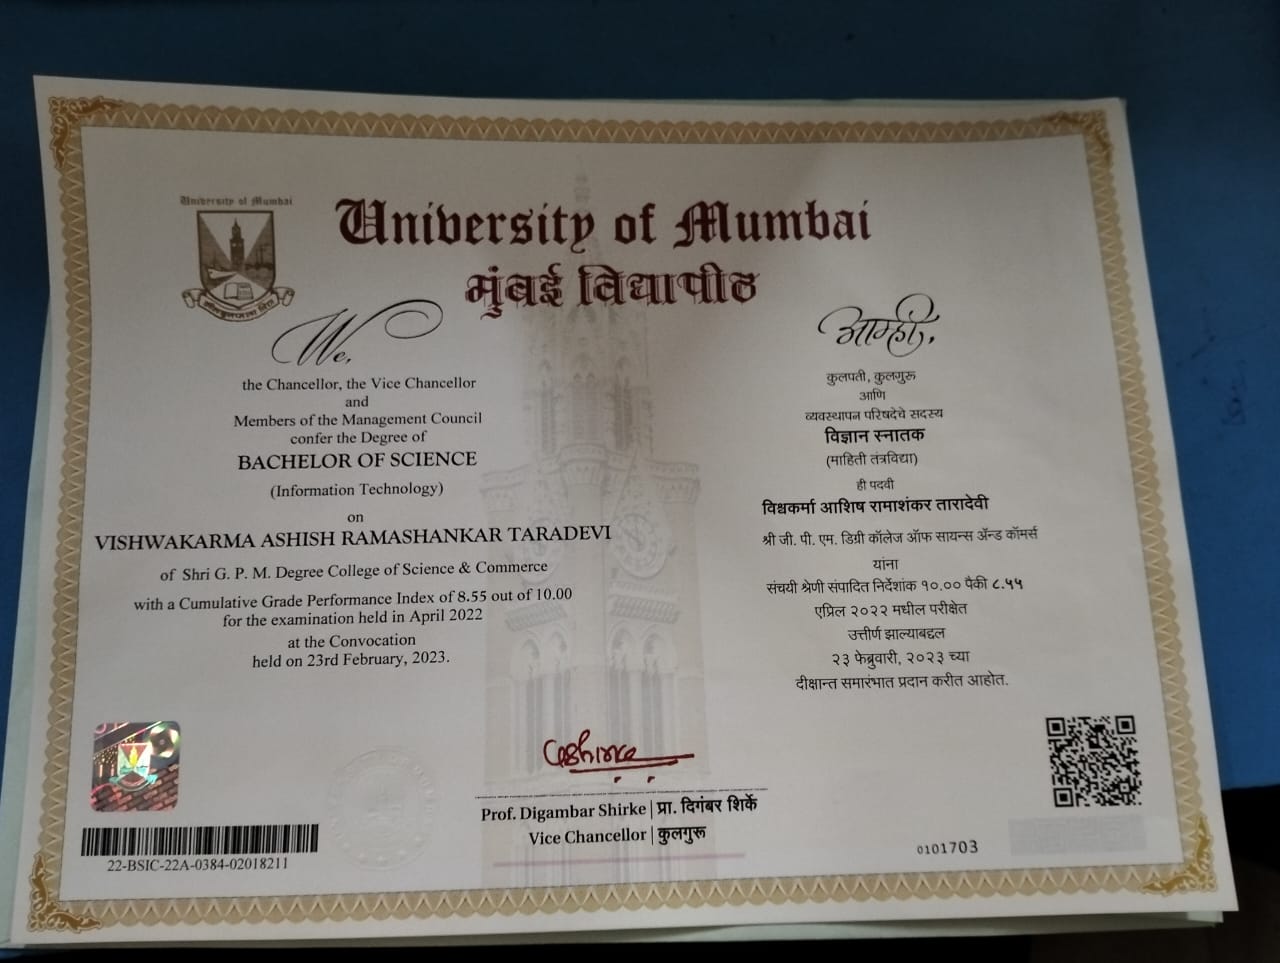 University of Mumbai
University of Mumbai
मुंबई विद्यापीठ
We,
the Chancellor, the Vice Chancellor
and
Members of the Management Council
confer the Degree of
BACHELOR OF SCIENCE
(Information Technology)
on
VISHWAKARMA ASHISH RAMASHANKAR TARADEVI
of Shri G. P. M. Degree College of Science & Commerce
with a Cumulative Grade Performance Index of 8.55 out of 10.00
for the examination held in April 2022
at the Convocation
held on 23rd February, 2023.
आम्ही,
कुलपती, कुलगुरू
आणि
व्यवस्थापन परिषदेचे सदस्य
विज्ञान स्नातक
(माहिती तंत्रविद्या)
ही पदवी
विश्वकर्मा आशिष रामाशंकर तारादेवी
श्री जी. पी. एम. डिग्री कॉलेज ऑफ सायन्स ॲन्ड कॉमर्स
यांना
संचयी श्रेणी संपादित निर्देशांक १०.०० पैकी ८.५५
एप्रिल २०२२ मधील परीक्षेत
उत्तीर्ण झाल्याबद्दल
२३ फेब्रुवारी, २०२३ च्या
दीक्षान्त समारंभात प्रदान करीत आहोत.
Prof. Digambar Shirke | प्रा. दिगंबर शिर्के
Vice Chancellor | कुलगुरू
22-BSIC-22A-0384-02018211
0101703